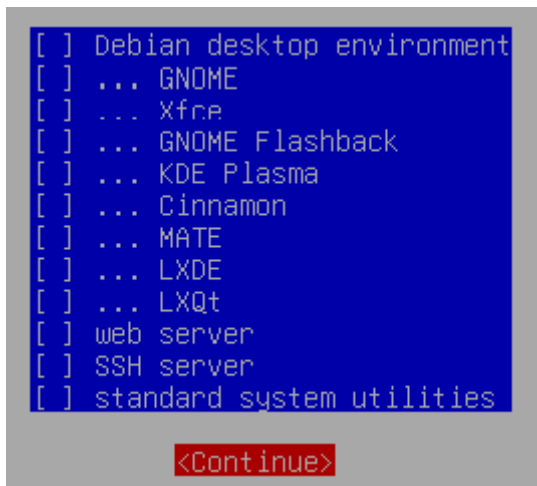 [ ] Debian desktop environment
[ ] ... GNOME
[ ] ... Xfce
[ ] ... GNOME Flashback
[ ] ... KDE Plasma
[ ] ... Cinnamon
[ ] ... MATE
[ ] ... LXDE
[ ] ... LXQt
[ ] web server
[ ] SSH server
[ ] standard system utilities
<Continue>